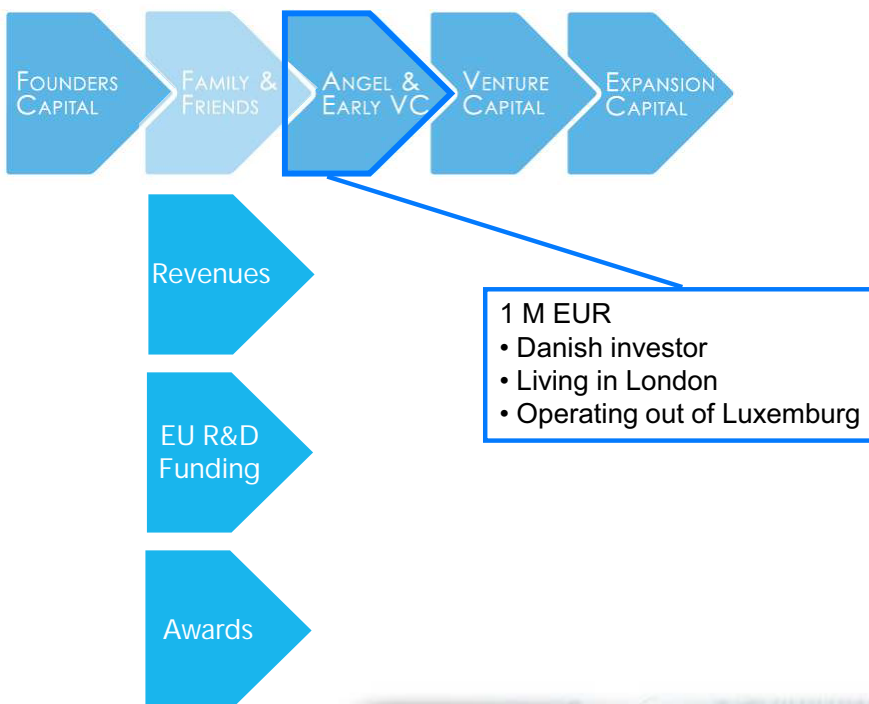 FOUNDERS
CAPITAL
FAMILY &
FRIENDS
ANGEL &
EARLY VC
VENTURE
CAPITAL
EXPANSION
CAPITAL
Revenues
1 M EUR
• Danish investor
• Living in London
• Operating out of Luxemburg
EU R&D
Funding
Awards